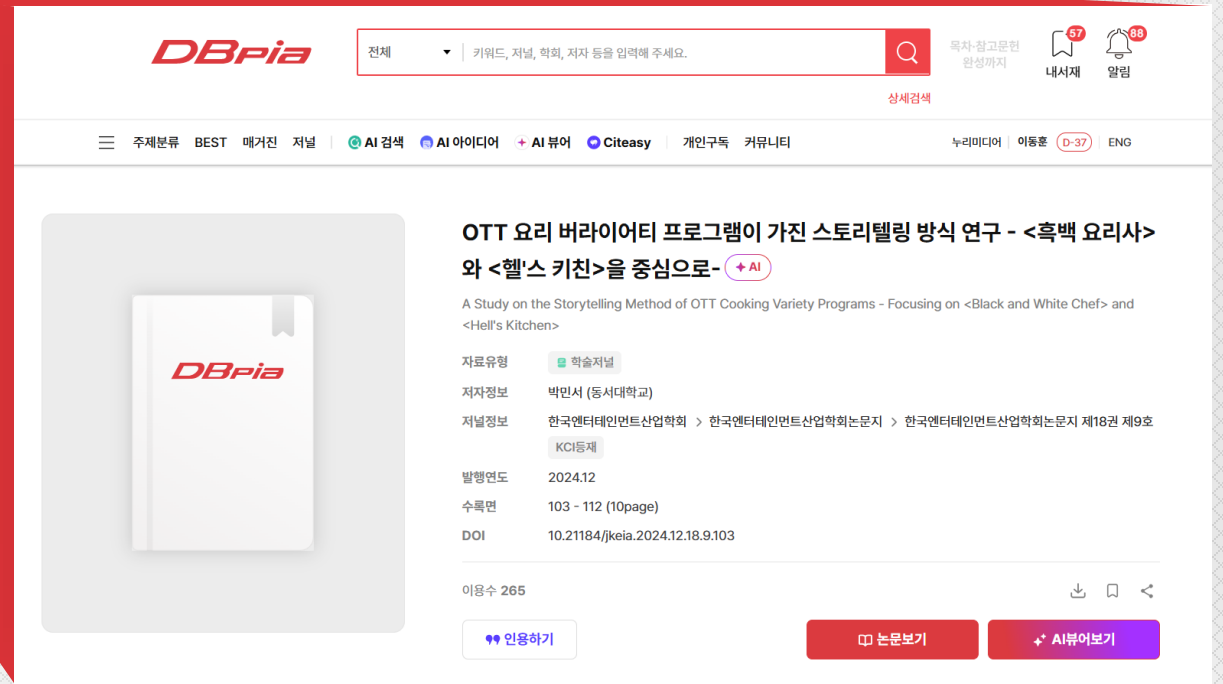 DBpia
전체
키워드, 저널, 학회, 저자 등을 입력해 주세요.
목차·참고문헌
완성까지
57
내서재
88
알림
상세검색
주제분류 BEST 매거진 저널 AI 검색 AI 아이디어 AI 뷰어 Citeasy 개인구독 커뮤니티 누리미디어 이동훈 D-37 ENG
DBpia
OTT 요리 버라이어티 프로그램이 가진 스토리텔링 방식 연구 - <흑백 요리사>
와 <헬'스 키친>을 중심으로- AI
A Study on the Storytelling Method of OTT Cooking Variety Programs - Focusing on <Black and White Chef> and
<Hell's Kitchen>
자료유형 학술저널
저자정보 박민서 (동서대학교)
저널정보 한국엔터테인먼트산업학회 > 한국엔터테인먼트산업학회논문지 > 한국엔터테인먼트산업학회논문지 제18권 제9호
KCI등재
발행연도 2024.12
수록면 103 - 112 (10page)
DOI 10.21184/jkeia.2024.12.18.9.103
이용수 265
인용하기
논문보기
AI뷰어보기